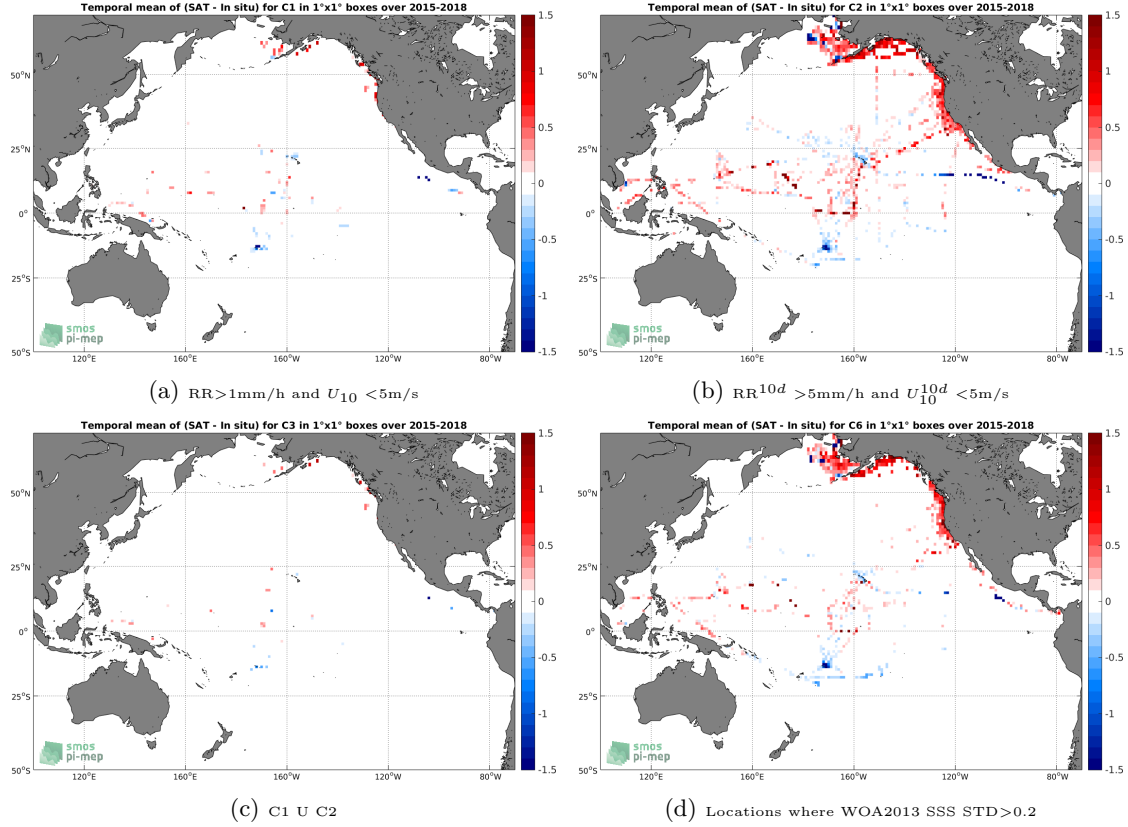 Temporal mean of (SAT - In situ) for C1 in 1°x1° boxes over 2015-2018
50°N
25°N
0°
25°S
50°S
120°E 160°E 160°W 120°W 80°W
1.5
1
0.5
0
-0.5
-1
-1.5
smos
pi-mep
(a) RR>1mm/h and U10 <5m/s
Temporal mean of (SAT - In situ) for C2 in 1°x1° boxes over 2015-2018
50°N
25°N
0°
25°S
50°S
120°E 160°E 160°W 120°W 80°W
1.5
1
0.5
0
-0.5
-1
-1.5
smos
pi-mep
(b) RR10d >5mm/h and U10d10 <5m/s
Temporal mean of (SAT - In situ) for C3 in 1°x1° boxes over 2015-2018
50°N
25°N
0°
25°S
50°S
120°E 160°E 160°W 120°W 80°W
1.5
1
0.5
0
-0.5
-1
-1.5
smos
pi-mep
(c) C1 U C2
Temporal mean of (SAT - In situ) for C6 in 1°x1° boxes over 2015-2018
50°N
25°N
0°
25°S
50°S
120°E 160°E 160°W 120°W 80°W
1.5
1
0.5
0
-0.5
-1
-1.5
smos
pi-mep
(d) Locations where WOA2013 SSS STD>0.2